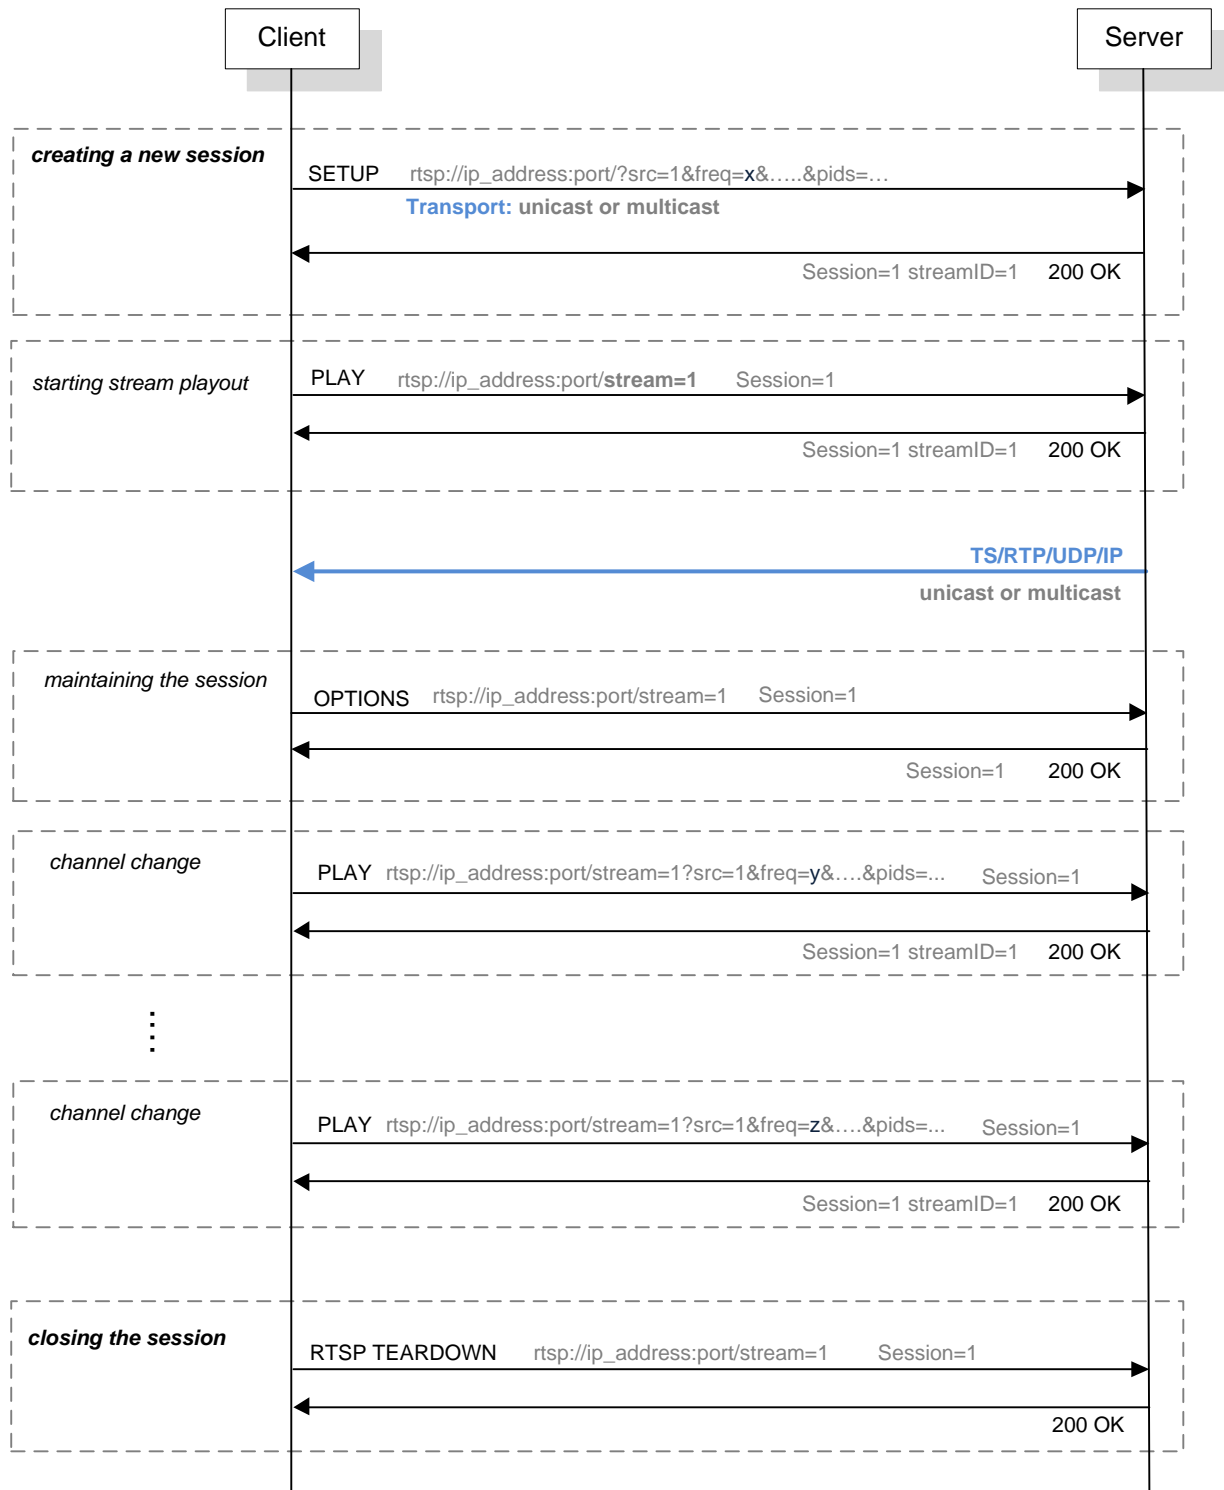 Client
Server
creating a new session
SETUP rtsp://ip_address:port/?src=1&freq=x&…..&pids=…
Transport: unicast or multicast
Session=1 streamID=1 200 OK
starting stream playout
PLAY rtsp://ip_address:port/stream=1 Session=1
Session=1 streamID=1 200 OK
TS/RTP/UDP/IP
unicast or multicast
maintaining the session
OPTIONS rtsp://ip_address:port/stream=1 Session=1
Session=1 200 OK
channel change
PLAY rtsp://ip_address:port/stream=1?src=1&freq=y&….&pids=... Session=1
Session=1 streamID=1 200 OK
channel change
PLAY rtsp://ip_address:port/stream=1?src=1&freq=z&….&pids=... Session=1
Session=1 streamID=1 200 OK
closing the session
RTSP TEARDOWN rtsp://ip_address:port/stream=1 Session=1
200 OK